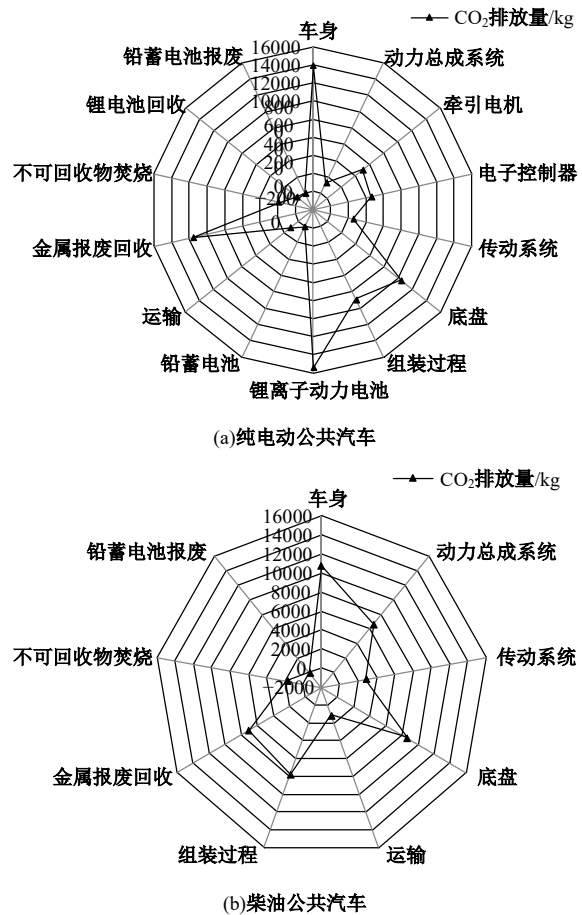 CO₂排放量/kg
车身
16000
铅蓄电池报废
动力总成系统
14000
12000
锂电池回收
10000
牵引电机
800
600
不可回收物焚烧
400
电子控制器
200
0
金属报废回收
传动系统
运输
底盘
铅蓄电池
组装过程
锂离子动力电池
(a)纯电动公共汽车
CO₂排放量/kg
车身
16000
铅蓄电池报废
14000
动力总成系统
12000
10000
8000
不可回收物焚烧
6000
传动系统
4000
2000
0
−2000
金属报废回收
底盘
组装过程
运输
(b)柴油公共汽车